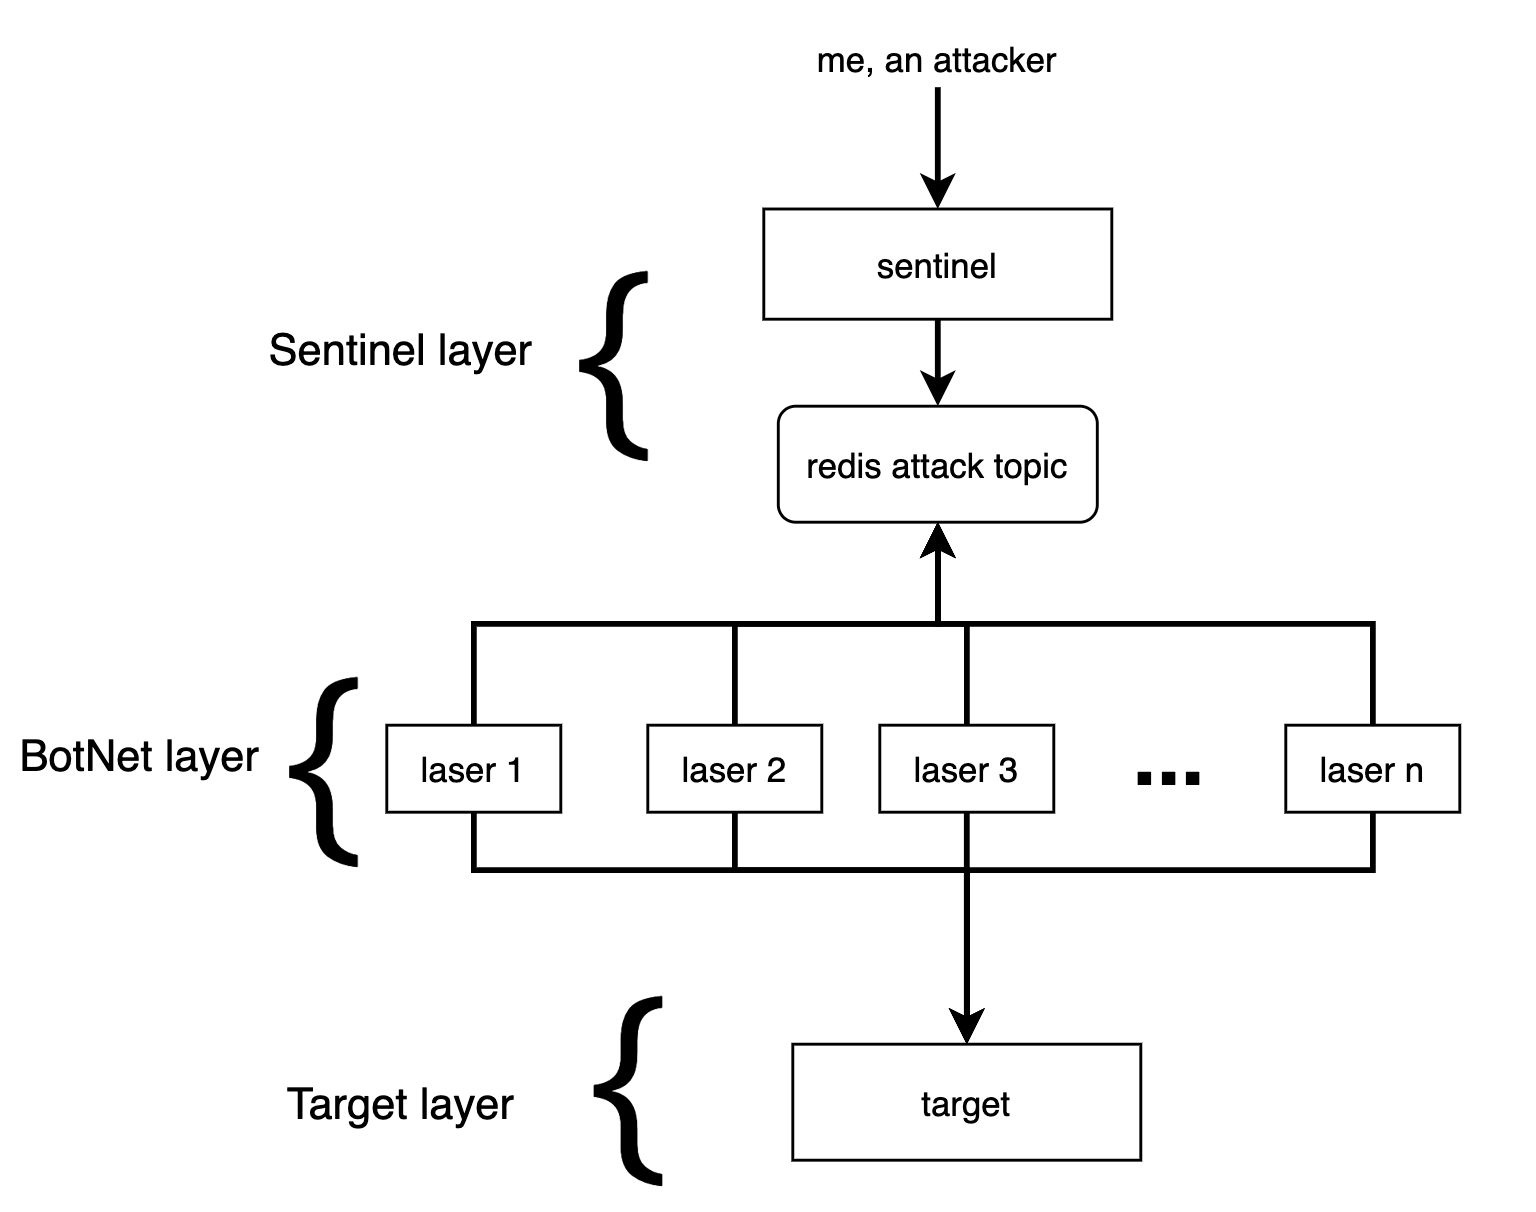 me, an attacker
sentinel
Sentinel layer
redis attack topic
BotNet layer
laser 1
laser 2
laser 3
...
laser n
Target layer
target